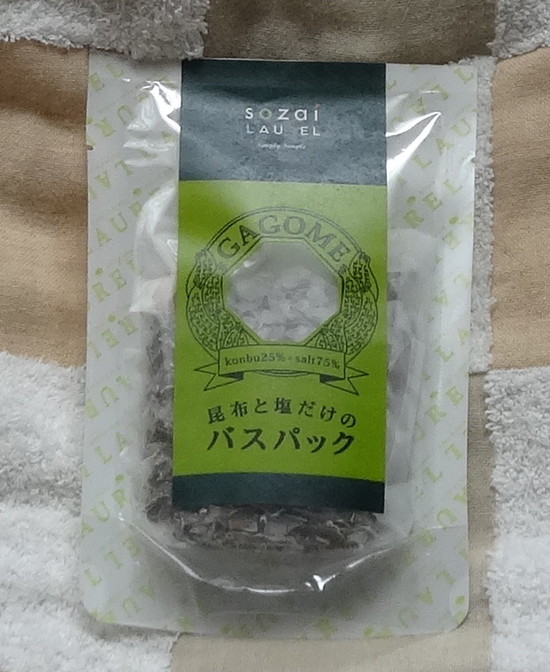 sozai
LAU EL
Simply Simple
GAGOME
konbu25%・salt75%
昆布と塩だけの
バスパック